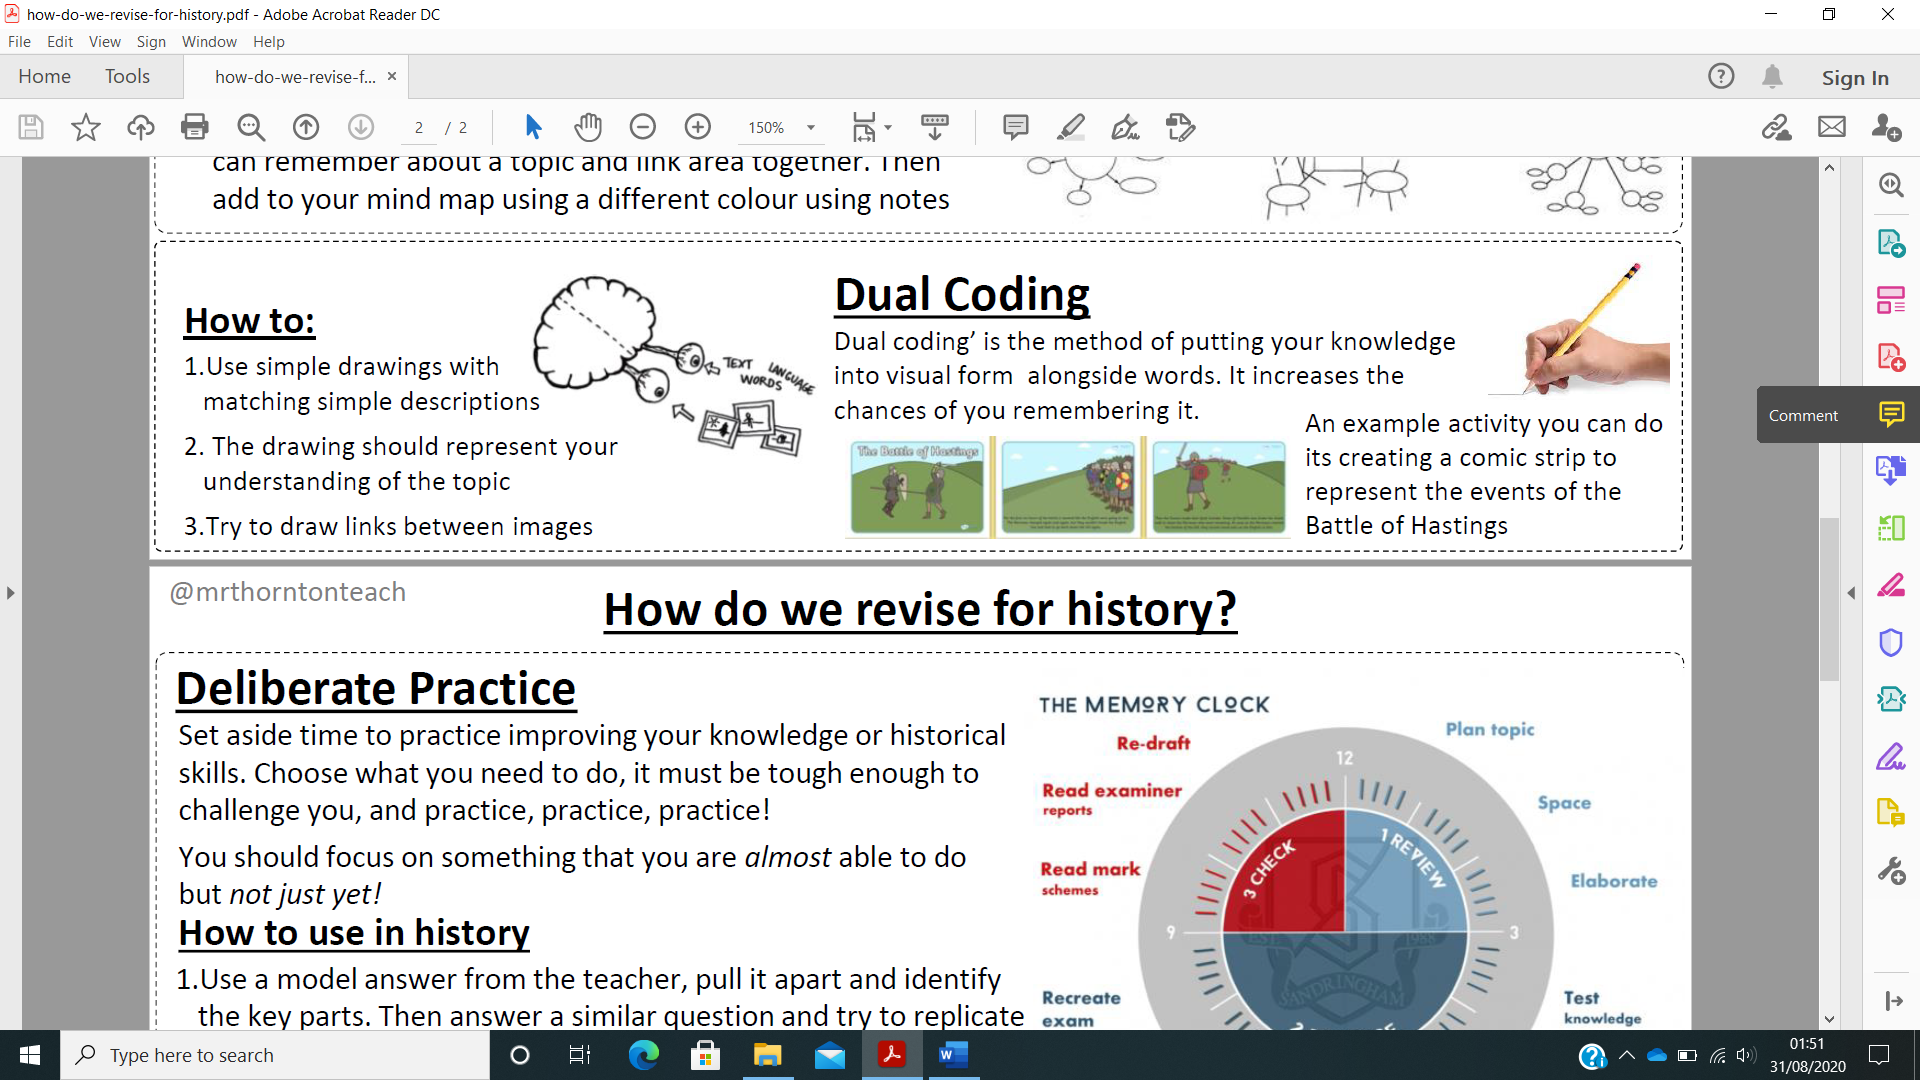 how-do-we-revise-for-history.pdf - Adobe Acrobat Reader DC
File Edit View Sign Window Help
Home Tools how-do-we-revise-f... × Sign In
2 / 2 150%
can remember about a topic and link area together. Then
add to your mind map using a different colour using notes
How to:
1.Use simple drawings with
matching simple descriptions
2. The drawing should represent your
understanding of the topic
3.Try to draw links between images
TEXT LANGUAGE
WORDS
Dual Coding
Dual coding’ is the method of putting your knowledge
into visual form alongside words. It increases the
chances of you remembering it.
The Battle of Hastings
An example activity you can do
its creating a comic strip to
represent the events of the
Battle of Hastings
Comment
@mrthorntonteach
How do we revise for history?
Deliberate Practice
Set aside time to practice improving your knowledge or historical
skills. Choose what you need to do, it must be tough enough to
challenge you, and practice, practice, practice!
You should focus on something that you are almost able to do
but not just yet!
How to use in history
1.Use a model answer from the teacher, pull it apart and identify
the key parts. Then answer a similar question and try to replicate
THE MEMORY CLOCK
Re-draft
Plan topic
12
Read examiner
reports
Space
3 CHECK
1 REVIEW
Read mark
schemes
Elaborate
9
3
EST
1988
SANDRINGHAM
Recreate
exam
Test
knowledge
Type here to search
01:51
31/08/2020